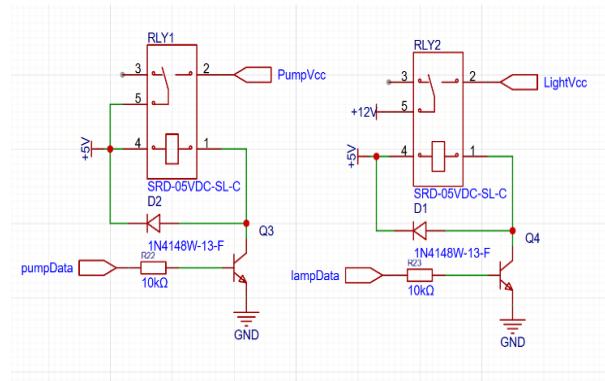 RLY1
3
2
PumpVcc
5
+5V
4
1
SRD-05VDC-SL-C
D2
1N4148W-13-F
Q3
pumpData
R22
10kΩ
GND
RLY2
3
2
LightVcc
+12V
5
+5V
4
1
SRD-05VDC-SL-C
D1
1N4148W-13-F
Q4
lampData
R23
10kΩ
GND